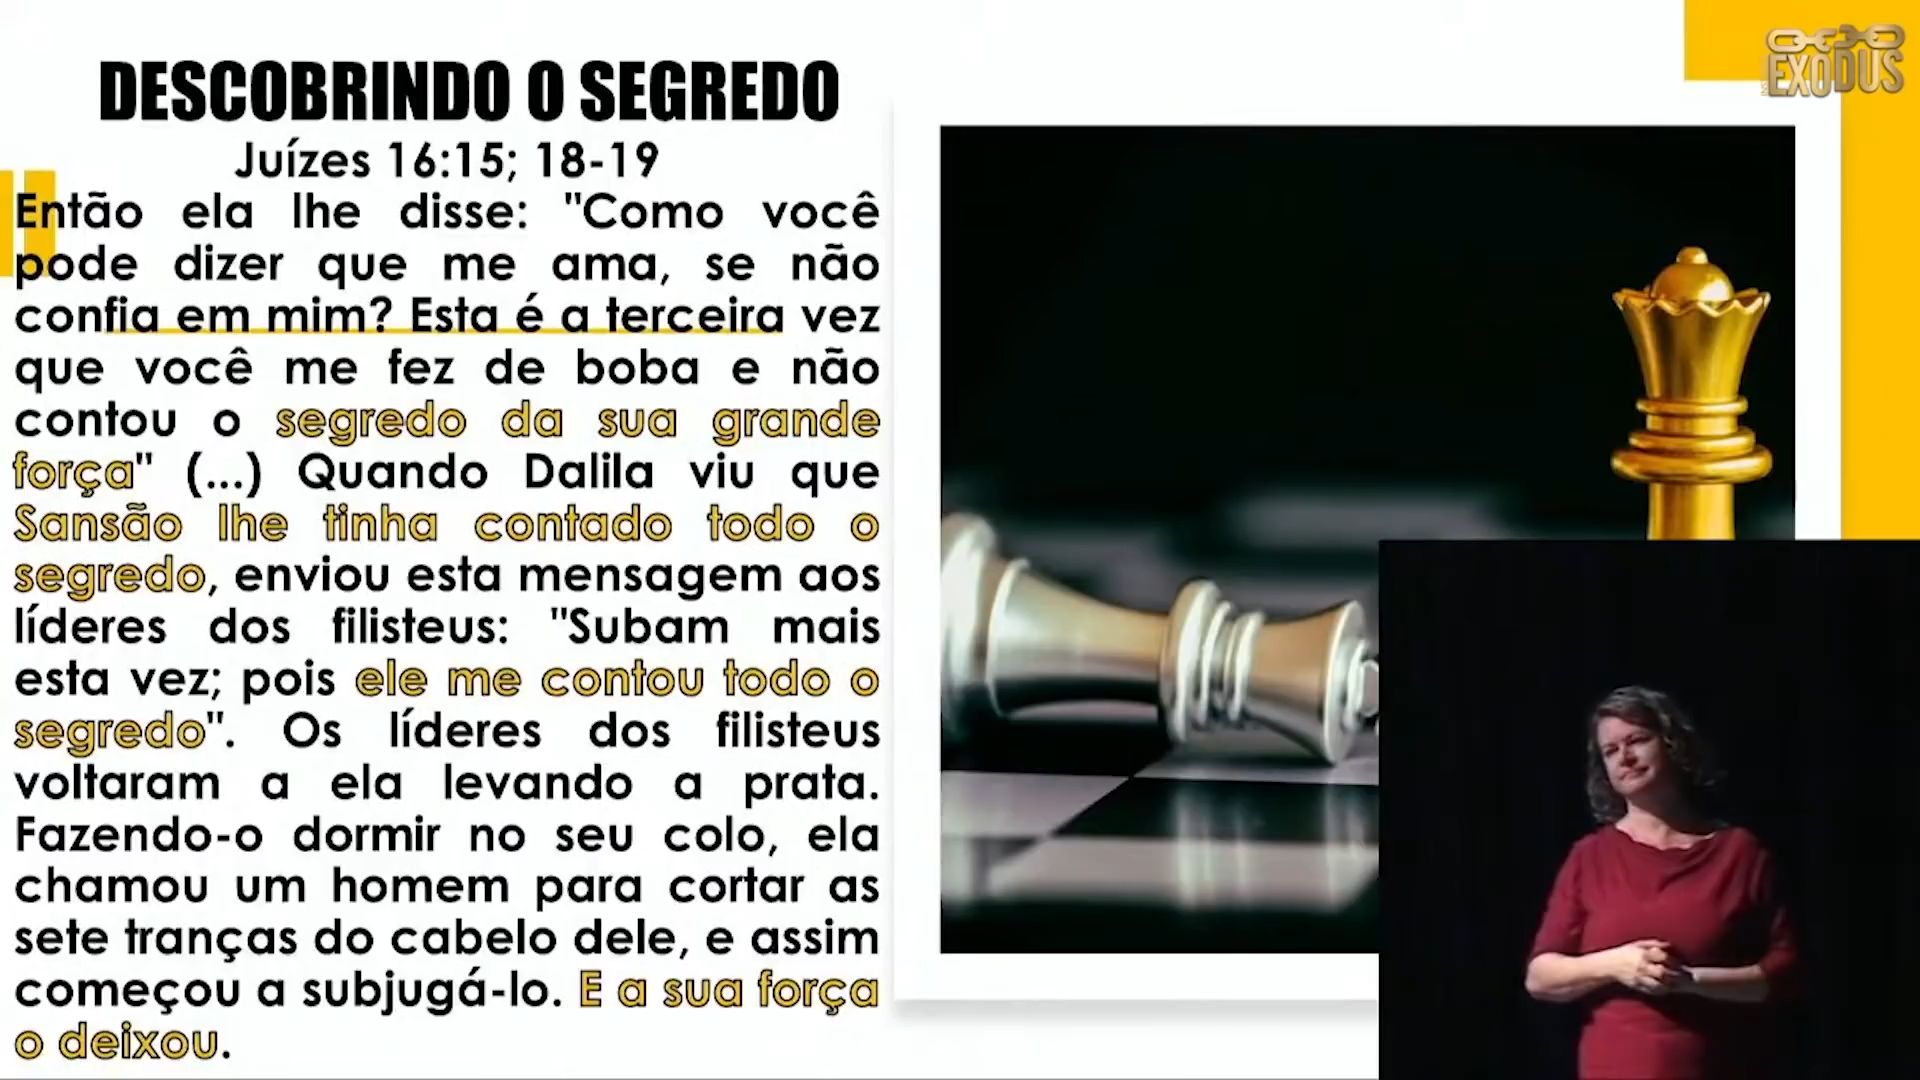 DESCOBRINDO O SEGREDO
Juízes 16:15; 18-19
Então ela lhe disse: "Como você
pode dizer que me ama, se não
confia em mim? Esta é a terceira vez
que você me fez de boba e não
contou o segredo da sua grande
força" (...) Quando Dalila viu que
Sansão lhe tinha contado todo o
segredo, enviou esta mensagem aos
líderes dos filisteus: "Subam mais
esta vez; pois ele me contou todo o
segredo". Os líderes dos filisteus
voltaram a ela levando a prata.
Fazendo-o dormir no seu colo, ela
chamou um homem para cortar as
sete tranças do cabelo dele, e assim
começou a subjugá-lo. E a sua força
o deixou.
EXODUS